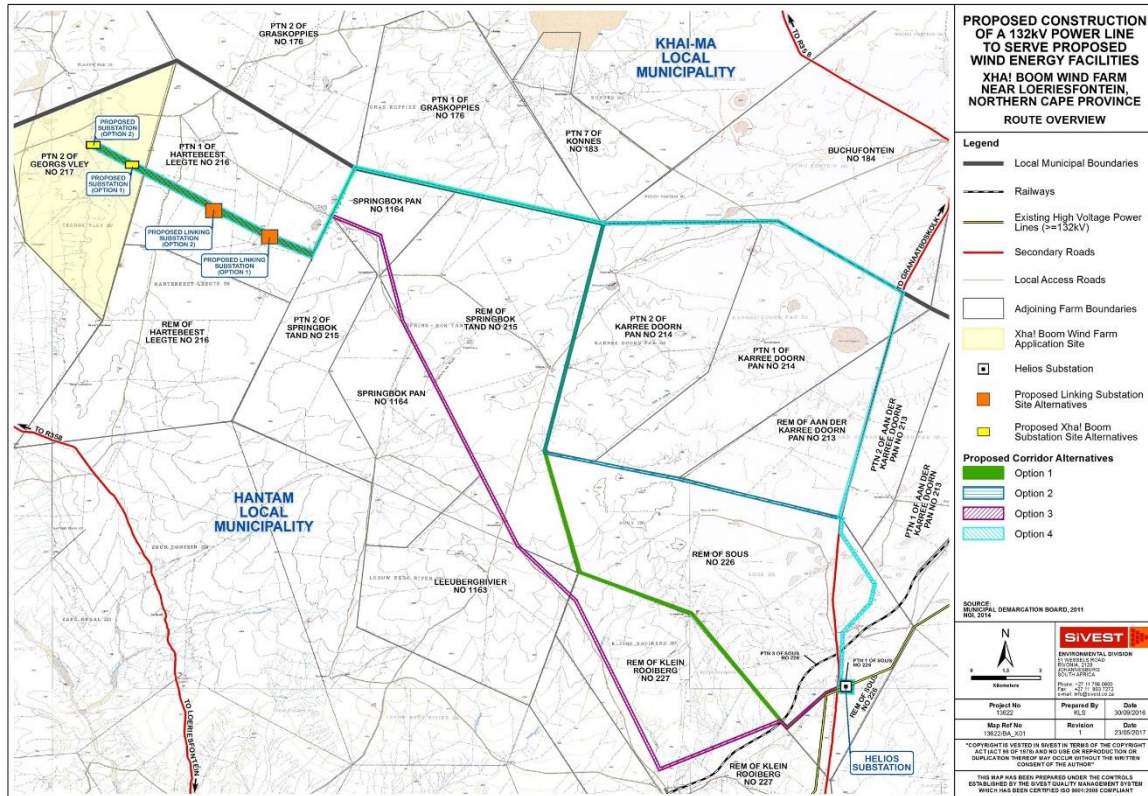 PTN 2 OF
GRASKOPPIES
NO 176
KHAI-MA
LOCAL
MUNICIPALITY
TO R358
PTN 1 OF
GRASKOPPIES
NO 176
PTN 7 OF
KONNES
NO 183
BUCHUFONTEIN
NO 184
PROPOSED
SUBSTATION
(OPTION 2)
PTN 2 OF
GEORGS VLEY
NO 217
PTN 1 OF
HARTEBEEST
LEEGTE NO 216
PROPOSED
SUBSTATION
(OPTION 1)
PROPOSED LINKING
SUBSTATION
(OPTION 2)
PROPOSED LINKING
SUBSTATION
(OPTION 1)
SPRINGBOK PAN
NO 1164
TO GRANAATBOSKOLK
HARTEBEEST LEEGTE
REM OF
HARTEBEEST
LEEGTE NO 216
PTN 2 OF
SPRINGBOK
TAND NO 215
REM OF
SPRINGBOK
TAND NO 215
PTN 2 OF
KARREE DOORN
PAN NO 214
PTN 1 OF
KARREE DOORN
PAN NO 214
SPRINGBOK PAN
NO 1164
REM OF AAN DER
KARREE DOORN
PAN NO 213
PTN 2 OF AAN DER
KARREE DOORN
PAN NO 213
PTN 1 OF AAN DER
KARREE DOORN
PAN NO 213
TO R358
HANTAM
LOCAL
MUNICIPALITY
REM OF SOUS
NO 226
LEEUBERGRIVIER
NO 1163
REM OF KLEIN
ROOIBERG
NO 227
PTN 3 OF SOUS
NO 226
PTN 1 OF SOUS
NO 226
REM OF SOUS
NO 226
TO LOERIESFONTEIN
REM OF KLEIN
ROOIBERG
NO 227
HELIOS
SUBSTATION
PROPOSED CONSTRUCTION
OF A 132kV POWER LINE
TO SERVE PROPOSED
WIND ENERGY FACILITIES
XHA! BOOM WIND FARM
NEAR LOERIESFONTEIN,
NORTHERN CAPE PROVINCE
ROUTE OVERVIEW
Legend
Local Municipal Boundaries
Railways
Existing High Voltage Power
Lines (>=132kV)
Secondary Roads
Local Access Roads
Adjoining Farm Boundaries
Xha! Boom Wind Farm
Application Site
Helios Substation
Proposed Linking Substation
Site Alternatives
Proposed Xha! Boom
Substation Site Alternatives
Proposed Corridor Alternatives
Option 1
Option 2
Option 3
Option 4
SOURCE:
MUNICIPAL DEMARCATION BOARD, 2011
NGI, 2014
N
Kilometers
SiVEST
ENVIRONMENTAL DIVISION
51 WESSELS ROAD
RIVONIA, 2128
JOHANNESBURG
SOUTH AFRICA
Project No
13622
Prepared By
KLS
Date
30/09/2016
Map Ref No
13622/BA_X01
Revision
1
Date
23/05/2017
"COPYRIGHT IS VESTED IN SIVEST IN TERMS OF THE COPYRIGHT
ACT (ACT 98 OF 1978) AND NO USE OR REPRODUCTION OR
DUPLICATION THEREOF MAY OCCUR WITHOUT THE WRITTEN
CONSENT OF THE AUTHOR"
THIS MAP HAS BEEN PREPARED UNDER THE CONTROLS
ESTABLISHED BY THE SIVEST QUALITY MANAGEMENT SYSTEM
WHICH HAS BEEN CERTIFIED ISO 9001:2008 COMPLIANT